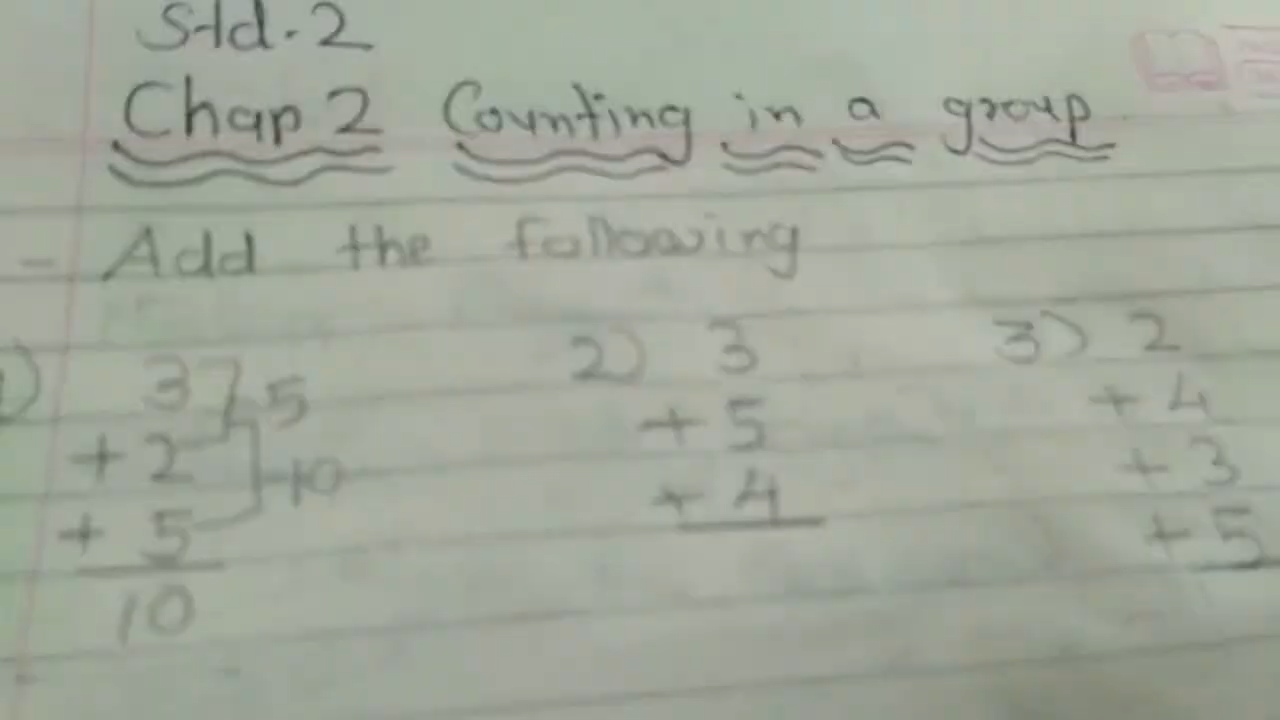 Std. 2
Chap 2 Counting in a group
- Add the following
1) 3 5
+ 2 10
+ 5
10
2) 3
+ 5
+ 4
3) 2
+ 4
+ 3
+ 5